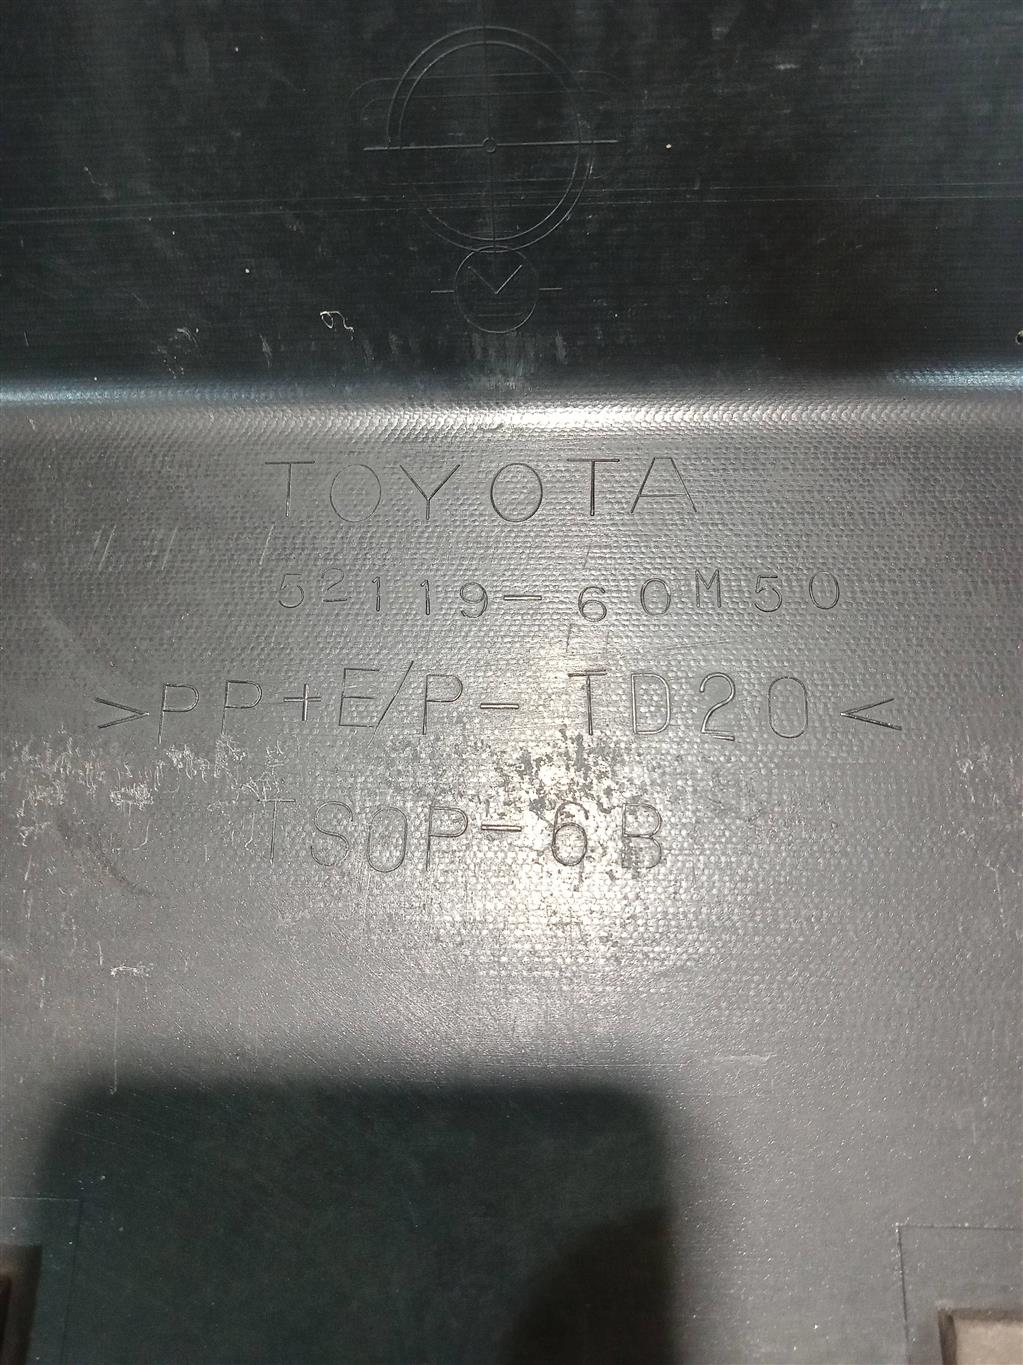 TOYOTA
52119-60M50
>PP+E/P-TD20<
TSOP-6B